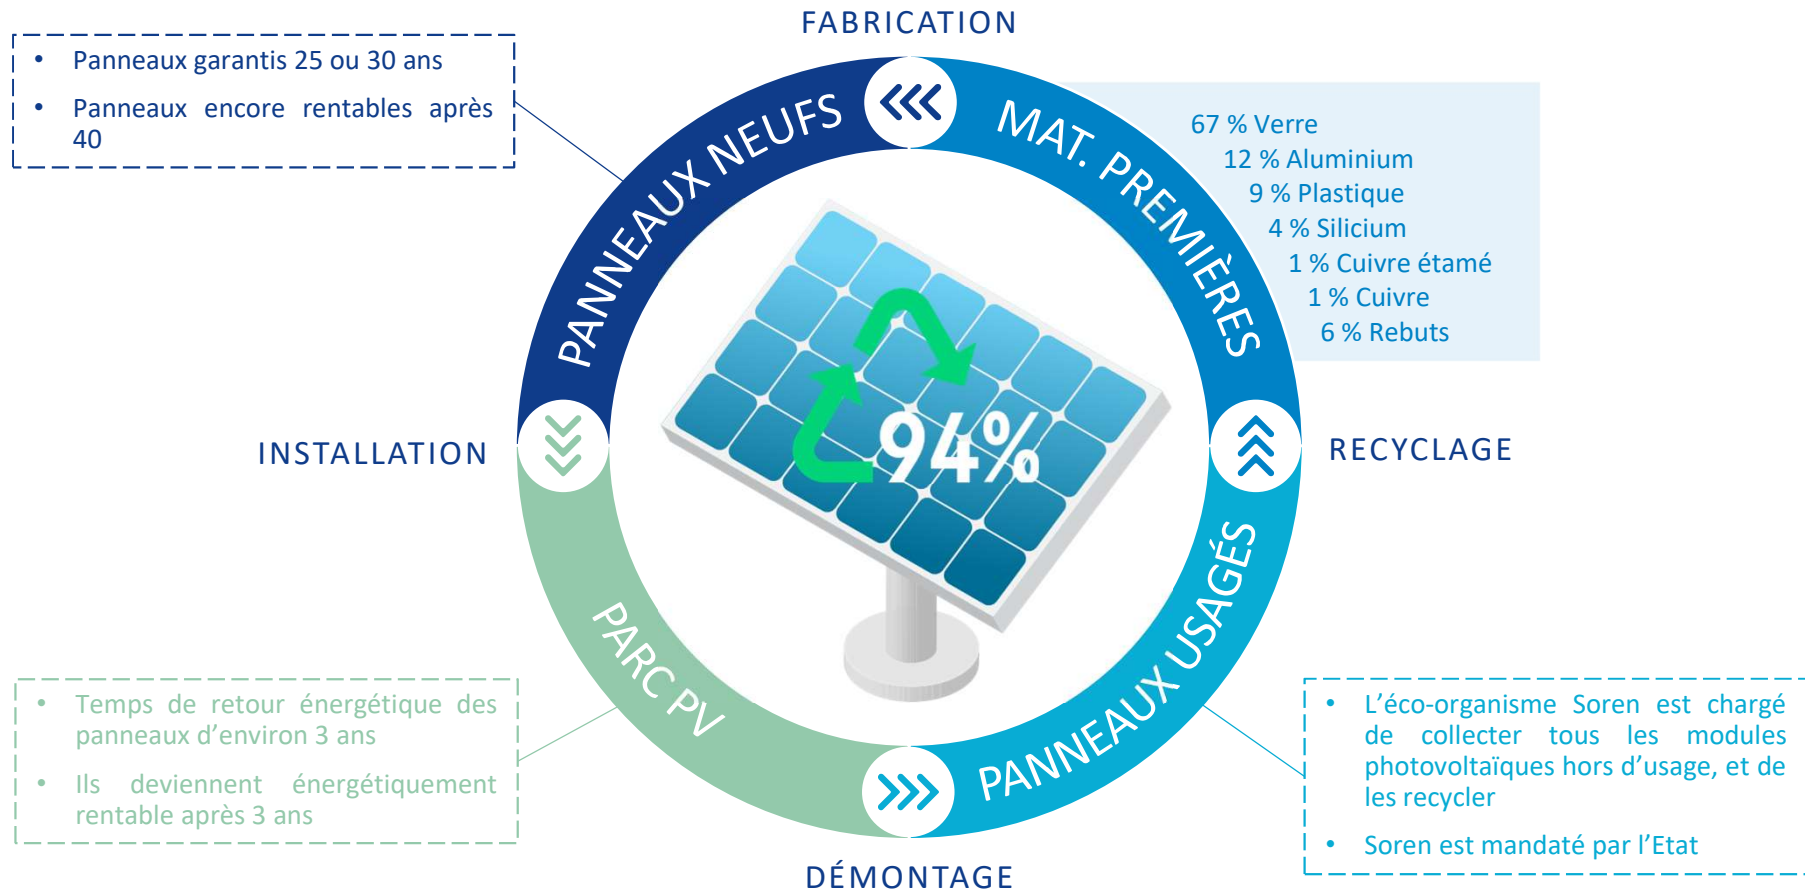 FABRICATION
• Panneaux garantis 25 ou 30 ans
• Panneaux encore rentables après
40
PANNEAUX NEUFS
MAT. PREMIÈRES
67 % Verre
12 % Aluminium
9 % Plastique
4 % Silicium
1 % Cuivre étamé
1 % Cuivre
6 % Rebuts
94%
INSTALLATION
RECYCLAGE
PARC PV
PANNEAUX USAGÉS
• Temps de retour énergétique des
panneaux d’environ 3 ans
• Ils deviennent énergétiquement
rentable après 3 ans
• L’éco-organisme Soren est chargé
de collecter tous les modules
photovoltaïques hors d’usage, et de
les recycler
• Soren est mandaté par l’Etat
DÉMONTAGE